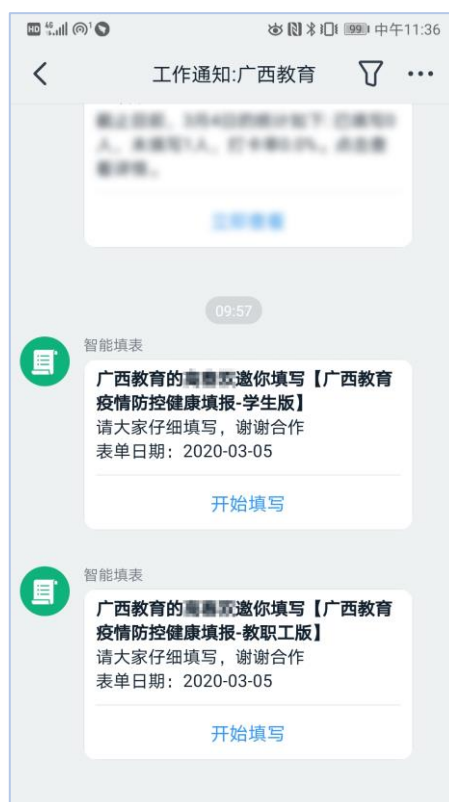 HD 46 99 中午11:36
工作通知:广西教育
09:57
智能填表
广西教育的 邀你填写【广西教育
疫情防控健康填报-学生版】
请大家仔细填写，谢谢合作
表单日期：2020-03-05
开始填写
智能填表
广西教育的 邀你填写【广西教育
疫情防控健康填报-教职工版】
请大家仔细填写，谢谢合作
表单日期：2020-03-05
开始填写